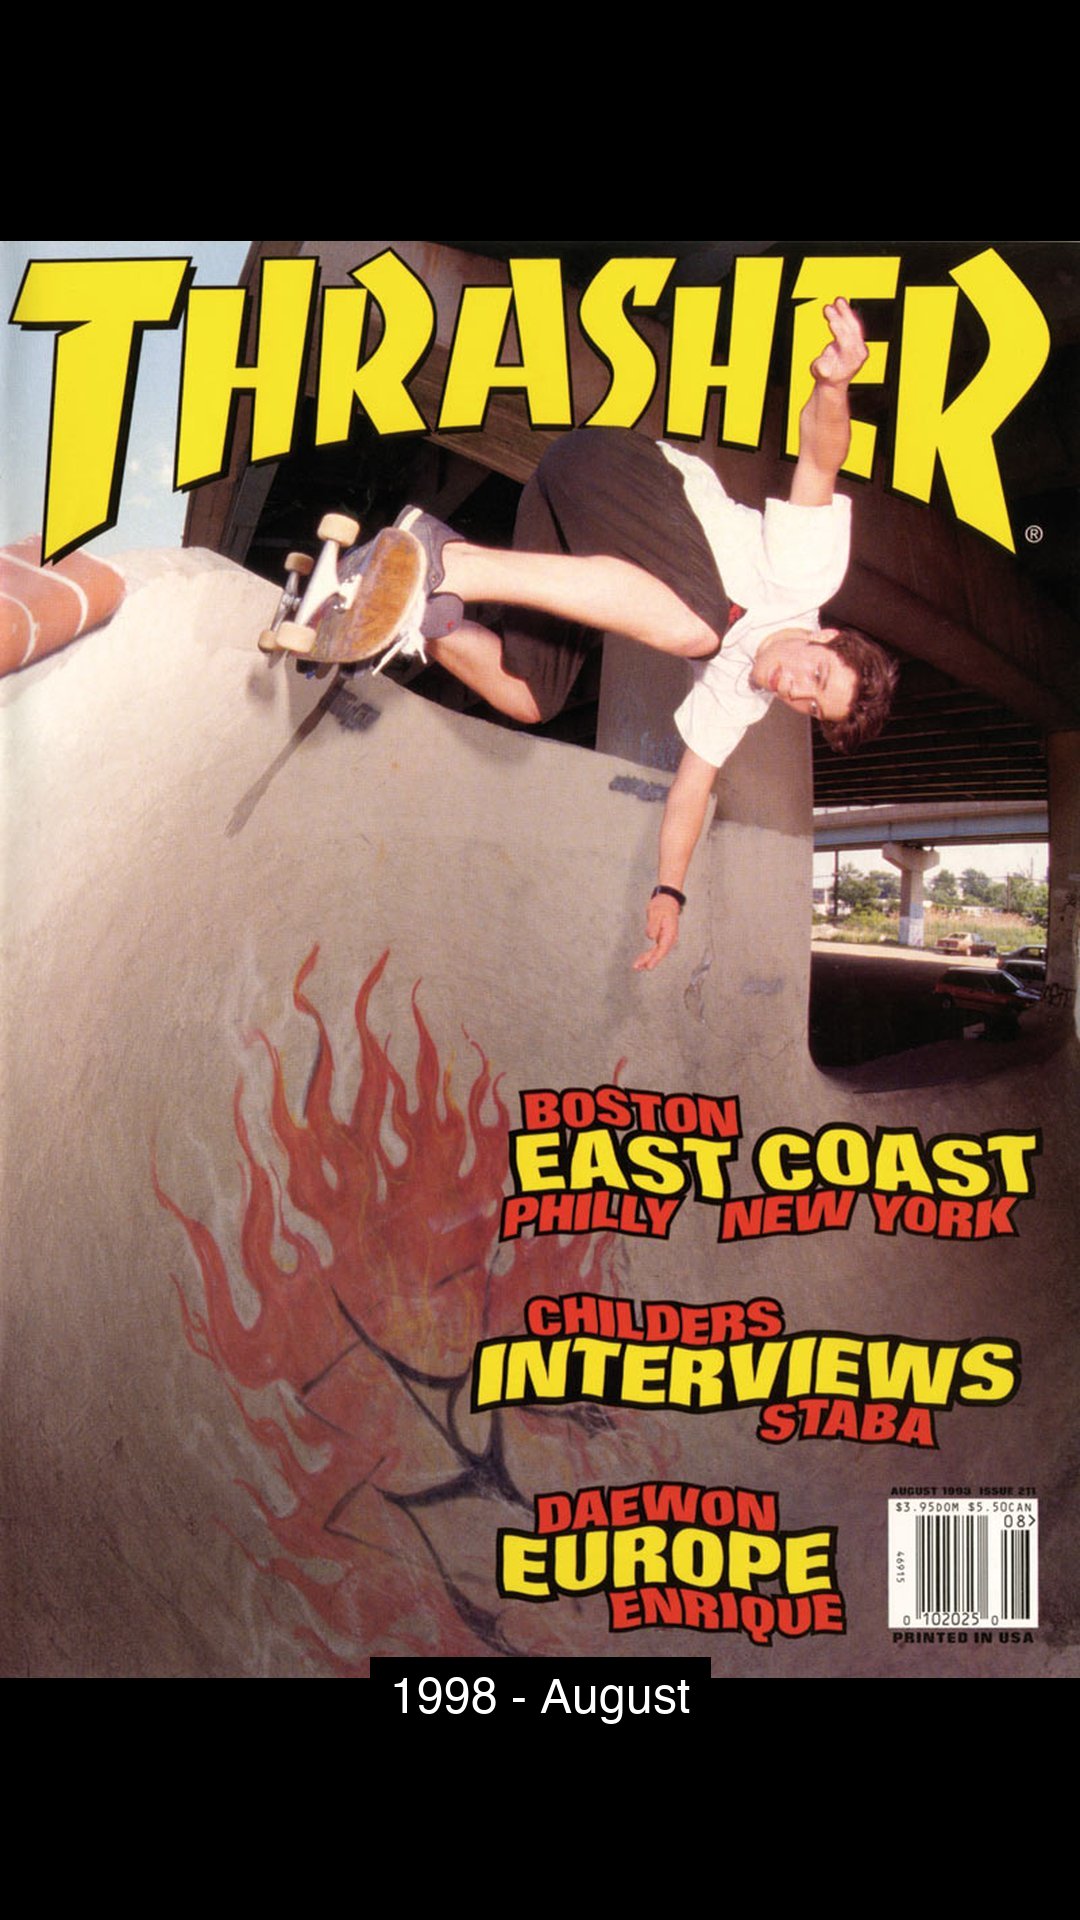 THRASHER
®
BOSTON
EAST COAST
PHILLY NEW YORK
CHILDERS
INTERVIEWS
STABA
DAEWON
EUROPE
ENRIQUE
AUGUST 1998 ISSUE 211
$3.95DOM $5.50CAN
08>
46915
0 102025 0
PRINTED IN USA
1998 - August